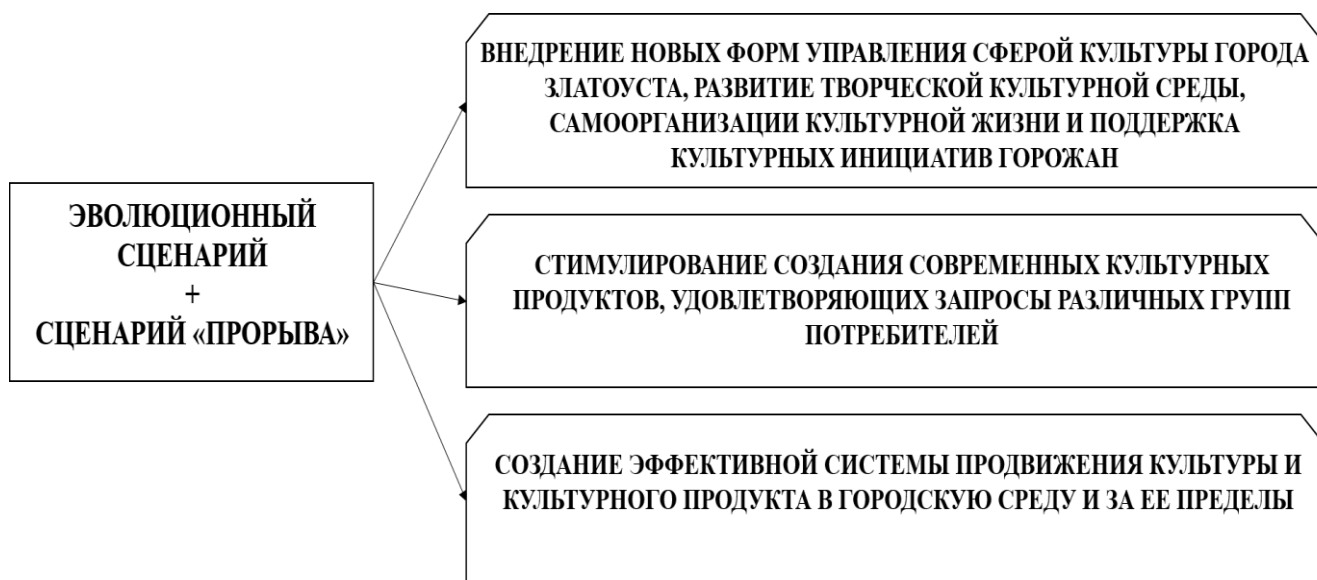 ЭВОЛЮЦИОННЫЙ
СЦЕНАРИЙ
+
СЦЕНАРИЙ «ПРОРЫВА»
ВНЕДРЕНИЕ НОВЫХ ФОРМ УПРАВЛЕНИЯ СФЕРОЙ КУЛЬТУРЫ ГОРОДА
ЗЛАТОУСТА, РАЗВИТИЕ ТВОРЧЕСКОЙ КУЛЬТУРНОЙ СРЕДЫ,
САМООРГАНИЗАЦИИ КУЛЬТУРНОЙ ЖИЗНИ И ПОДДЕРЖКА
КУЛЬТУРНЫХ ИНИЦИАТИВ ГОРОЖАН
СТИМУЛИРОВАНИЕ СОЗДАНИЯ СОВРЕМЕННЫХ КУЛЬТУРНЫХ
ПРОДУКТОВ, УДОВЛЕТВОРЯЮЩИХ ЗАПРОСЫ РАЗЛИЧНЫХ ГРУПП
ПОТРЕБИТЕЛЕЙ
СОЗДАНИЕ ЭФФЕКТИВНОЙ СИСТЕМЫ ПРОДВИЖЕНИЯ КУЛЬТУРЫ И
КУЛЬТУРНОГО ПРОДУКТА В ГОРОДСКУЮ СРЕДУ И ЗА ЕЕ ПРЕДЕЛЫ